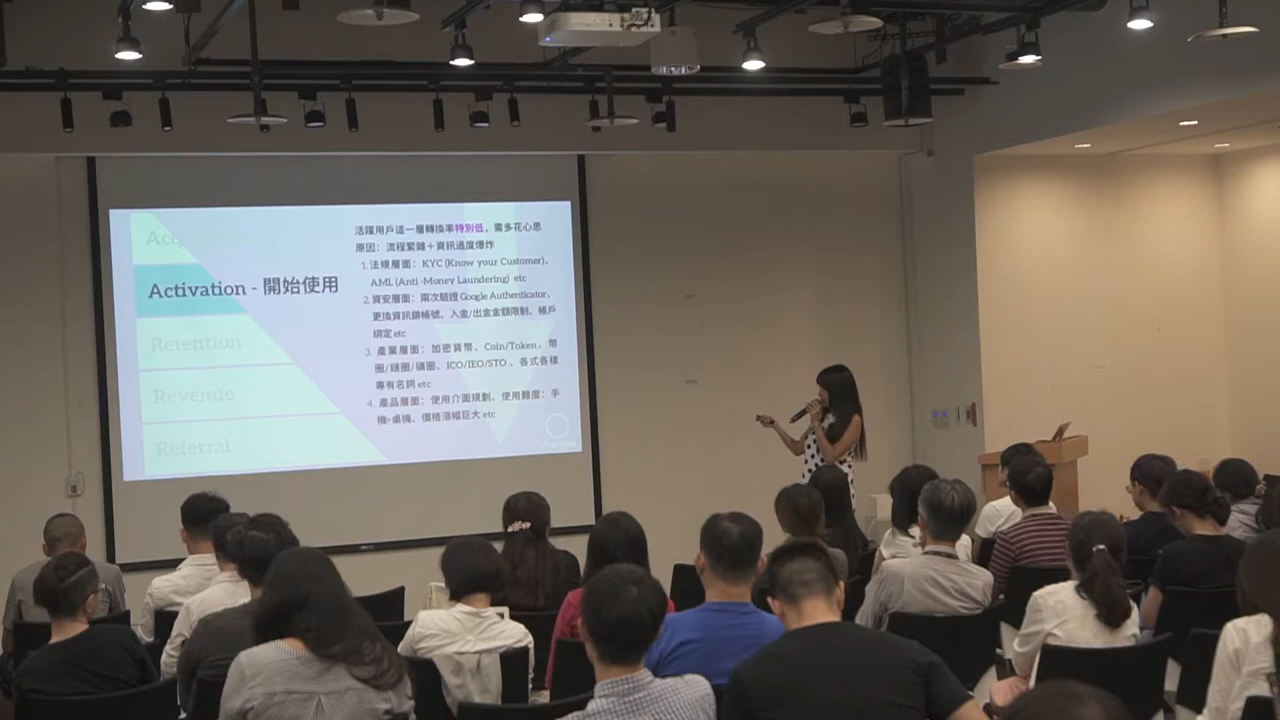 Activation - 開始使用
Retention
Revenue
Referral
活躍用戶這一層轉換率特別低，需多花心思
原因：流程繁雜＋資訊過度爆炸
1. 法規層面：KYC (Know your Customer)、
AML (Anti -Money Laundering) etc
2. 資安層面：兩次驗證 Google Authenticator、
更換資訊鎖帳號、入金/出金金額限制、帳戶
綁定 etc
3. 產業層面：加密貨幣、Coin/Token、幣
圈/鏈圈/礦圈、ICO/IEO/STO 、各式各樣
專有名詞 etc
4. 產品層面：使用介面規劃、使用難度：手
機>桌機、價格漲幅巨大 etc